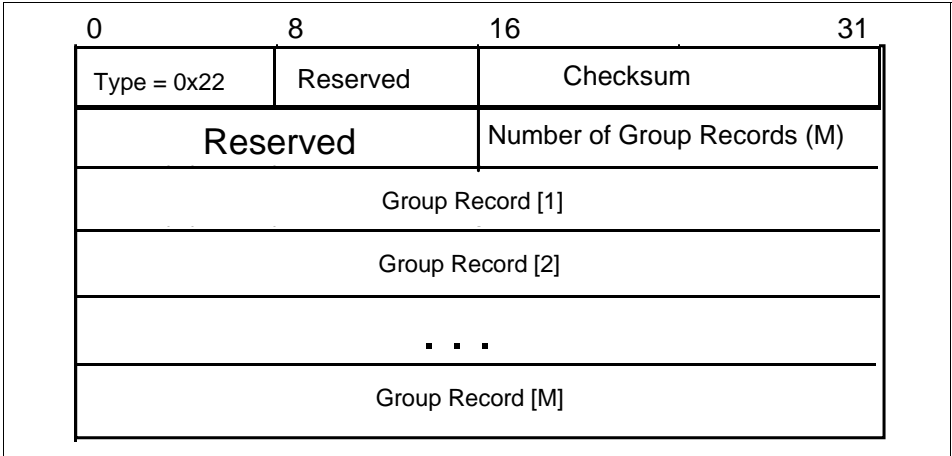 0 8 16 31
Type = 0x22 Reserved Checksum
Reserved Number of Group Records (M)
Group Record [1]
Group Record [2]
. . .
Group Record [M]